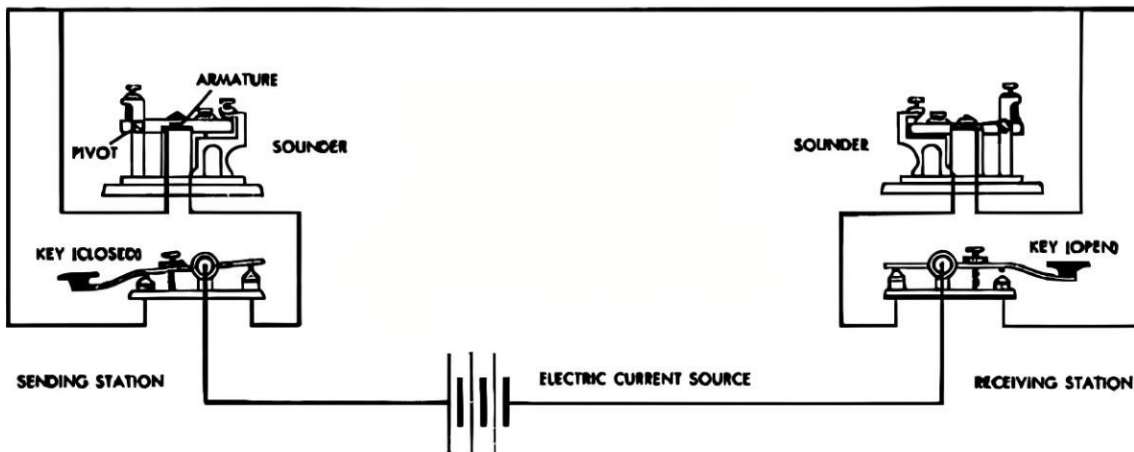 ARMATURE
PIVOT
SOUNDER
SOUNDER
KEY (CLOSED)
KEY (OPEN)
SENDING STATION
ELECTRIC CURRENT SOURCE
RECEIVING STATION